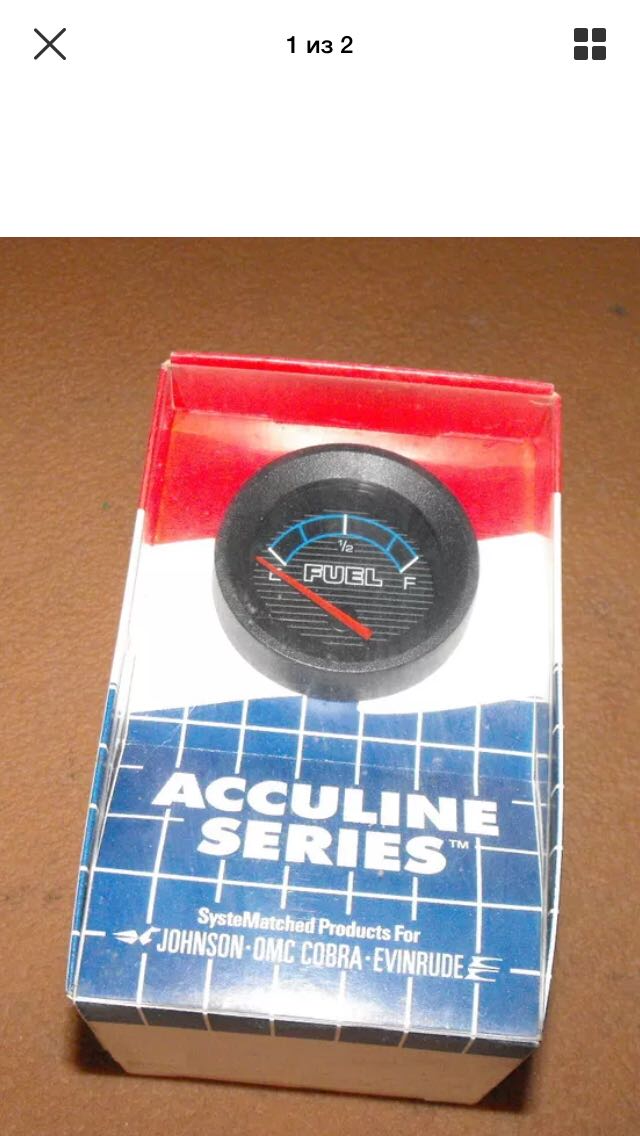 1 из 2
1/2
E FUEL F
ACCULINE
SERIES™
SysteMatched Products For
JOHNSON·OMC COBRA·EVINRUDE